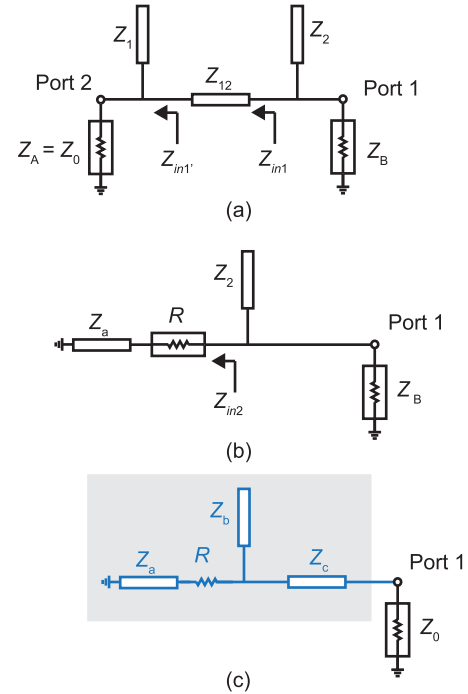 Z1
Z2
Port 2
Z12
Port 1
ZA = Z0
Zin1'
Zin1
ZB
(a)
Z2
Za
R
Port 1
Zin2
ZB
(b)
Zb
Za
R
Zc
Port 1
Z0
(c)